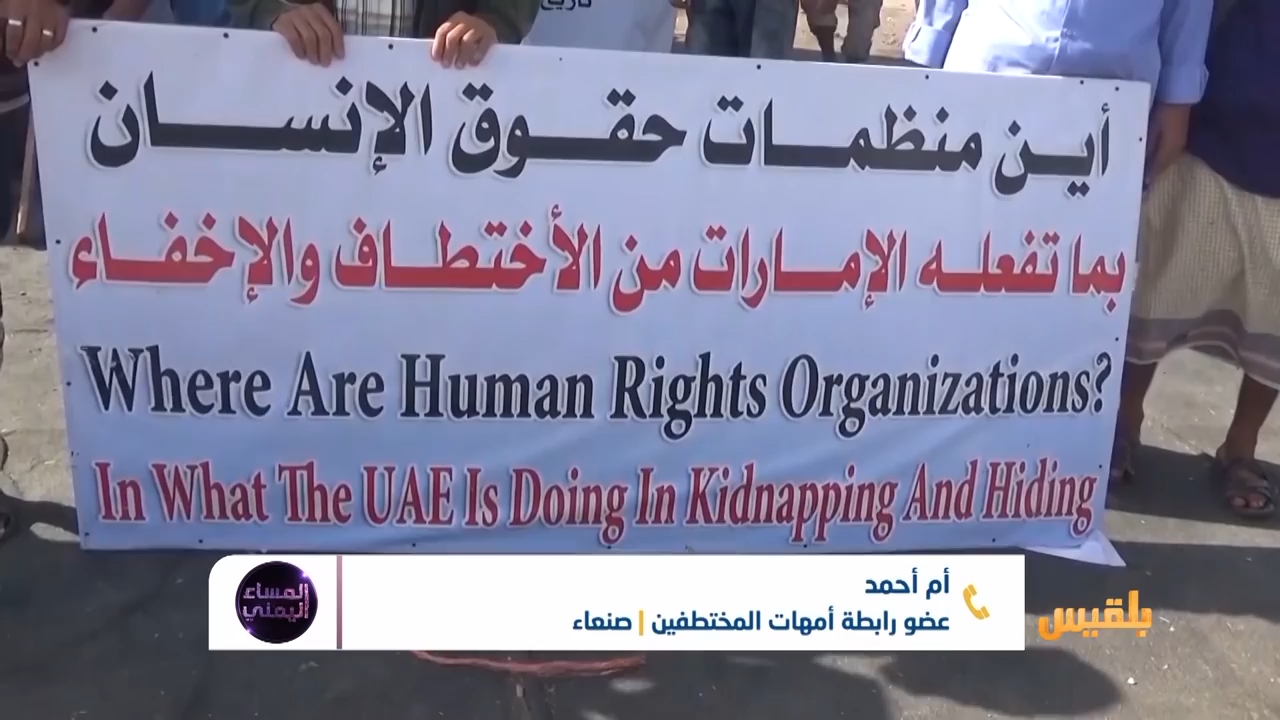 تاريخ
أين منظمات حقوق الإنسان
بما تفعله الإمارات من الأختطاف والإخفاء
Where Are Human Rights Organizations?
In What The UAE Is Doing In Kidnapping And Hiding
أم أحمد
عضو رابطة أمهات المختطفين | صنعاء
المساء
اليمني
بلقيس